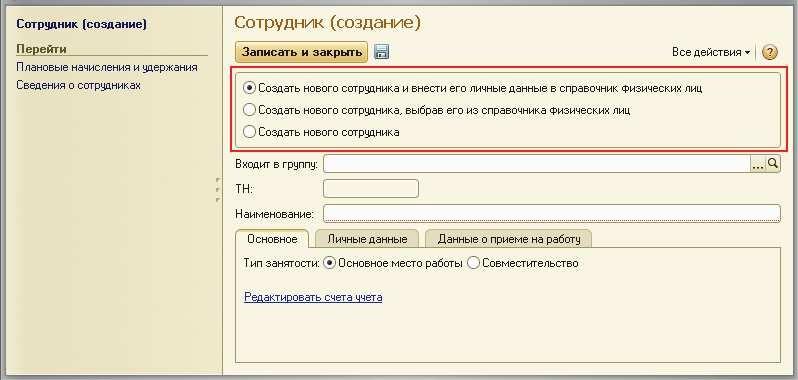 Сотрудник (создание)
Перейти
Плановые начисления и удержания
Сведения о сотрудниках
Сотрудник (создание)
Записать и закрыть
Все действия
?
Создать нового сотрудника и внести его личные данные в справочник физических лиц
Создать нового сотрудника, выбрав его из справочника физических лиц
Создать нового сотрудника
Входит в группу:
...
ТН:
Наименование:
Основное Личные данные Данные о приеме на работу
Тип занятости: Основное место работы Совместительство
Редактировать счета учета